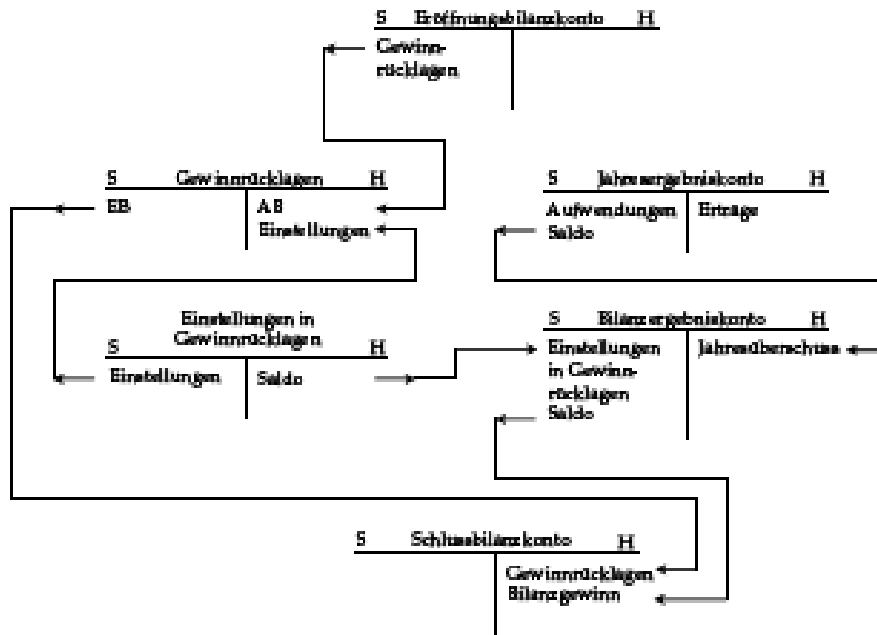 S Eröffnungsbilanzkonto H
Gewinn-
rücklagen
S Gewinnrücklagen H
EB AB
Einstellungen
S Jahresergebniskonto H
Aufwendungen Erträge
Saldo
Einstellungen in
S Gewinnrücklagen H
Einstellungen Saldo
S Bilanzergebniskonto H
Einstellungen Jahresüberschuss
in Gewinn-
rücklagen
Saldo
S Schlussbilanzkonto H
Gewinnrücklagen
Bilanzgewinn